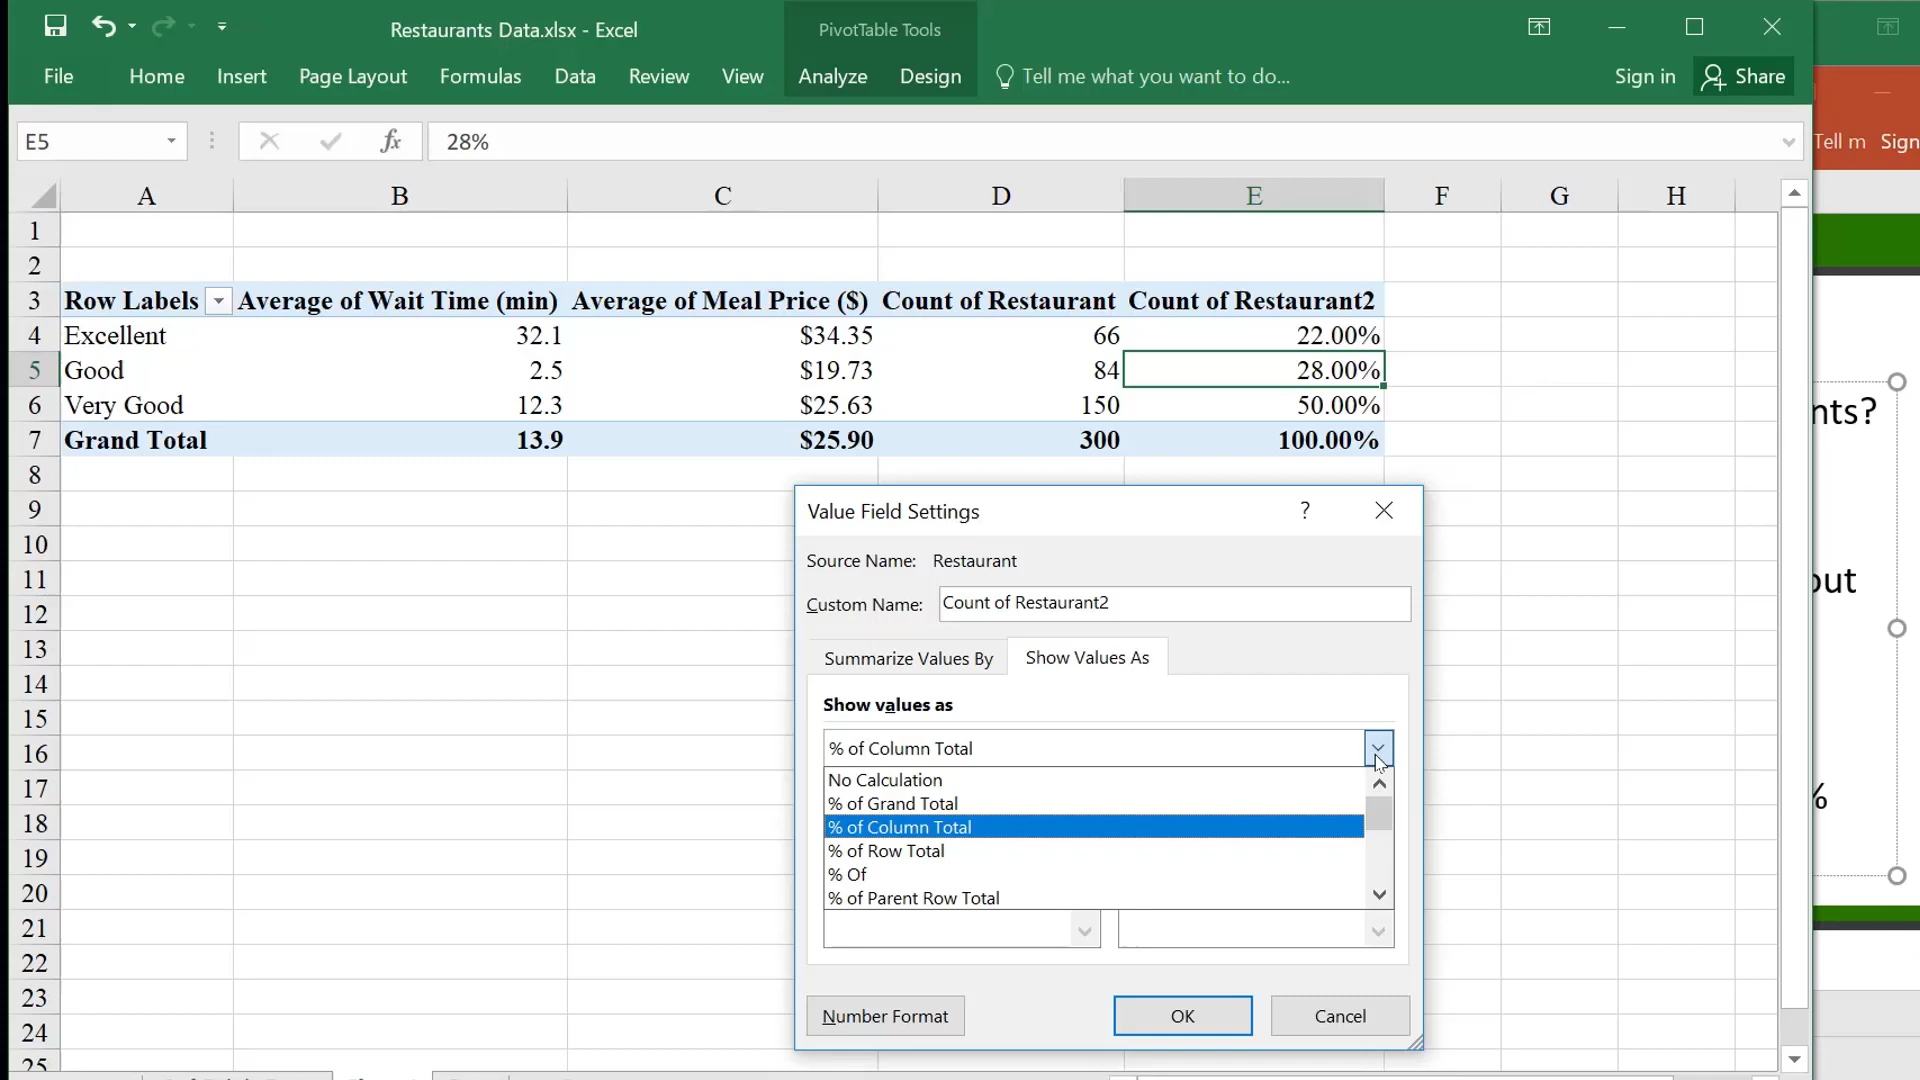 Restaurants Data.xlsx - Excel
PivotTable Tools
File Home Insert Page Layout Formulas Data Review View Analyze Design Tell me what you want to do... Sign in Share
E5 fx 28%
Tell m Sign
A B C D E F G H
1
2
3 Row Labels Average of Wait Time (min) Average of Meal Price ($) Count of Restaurant Count of Restaurant2
4 Excellent 32.1 $34.35 66 22.00%
5 Good 2.5 $19.73 84 28.00%
6 Very Good 12.3 $25.63 150 50.00%
7 Grand Total 13.9 $25.90 300 100.00%
nts?
8
9
10
11
12
13
14
15
16
17
18
19
20
21
22
23
24
25
Value Field Settings ?
Source Name: Restaurant
Custom Name: Count of Restaurant2
Summarize Values By Show Values As
Show values as
% of Column Total
No Calculation
% of Grand Total
% of Column Total
% of Row Total
% Of
% of Parent Row Total
Number Format OK Cancel
out
%